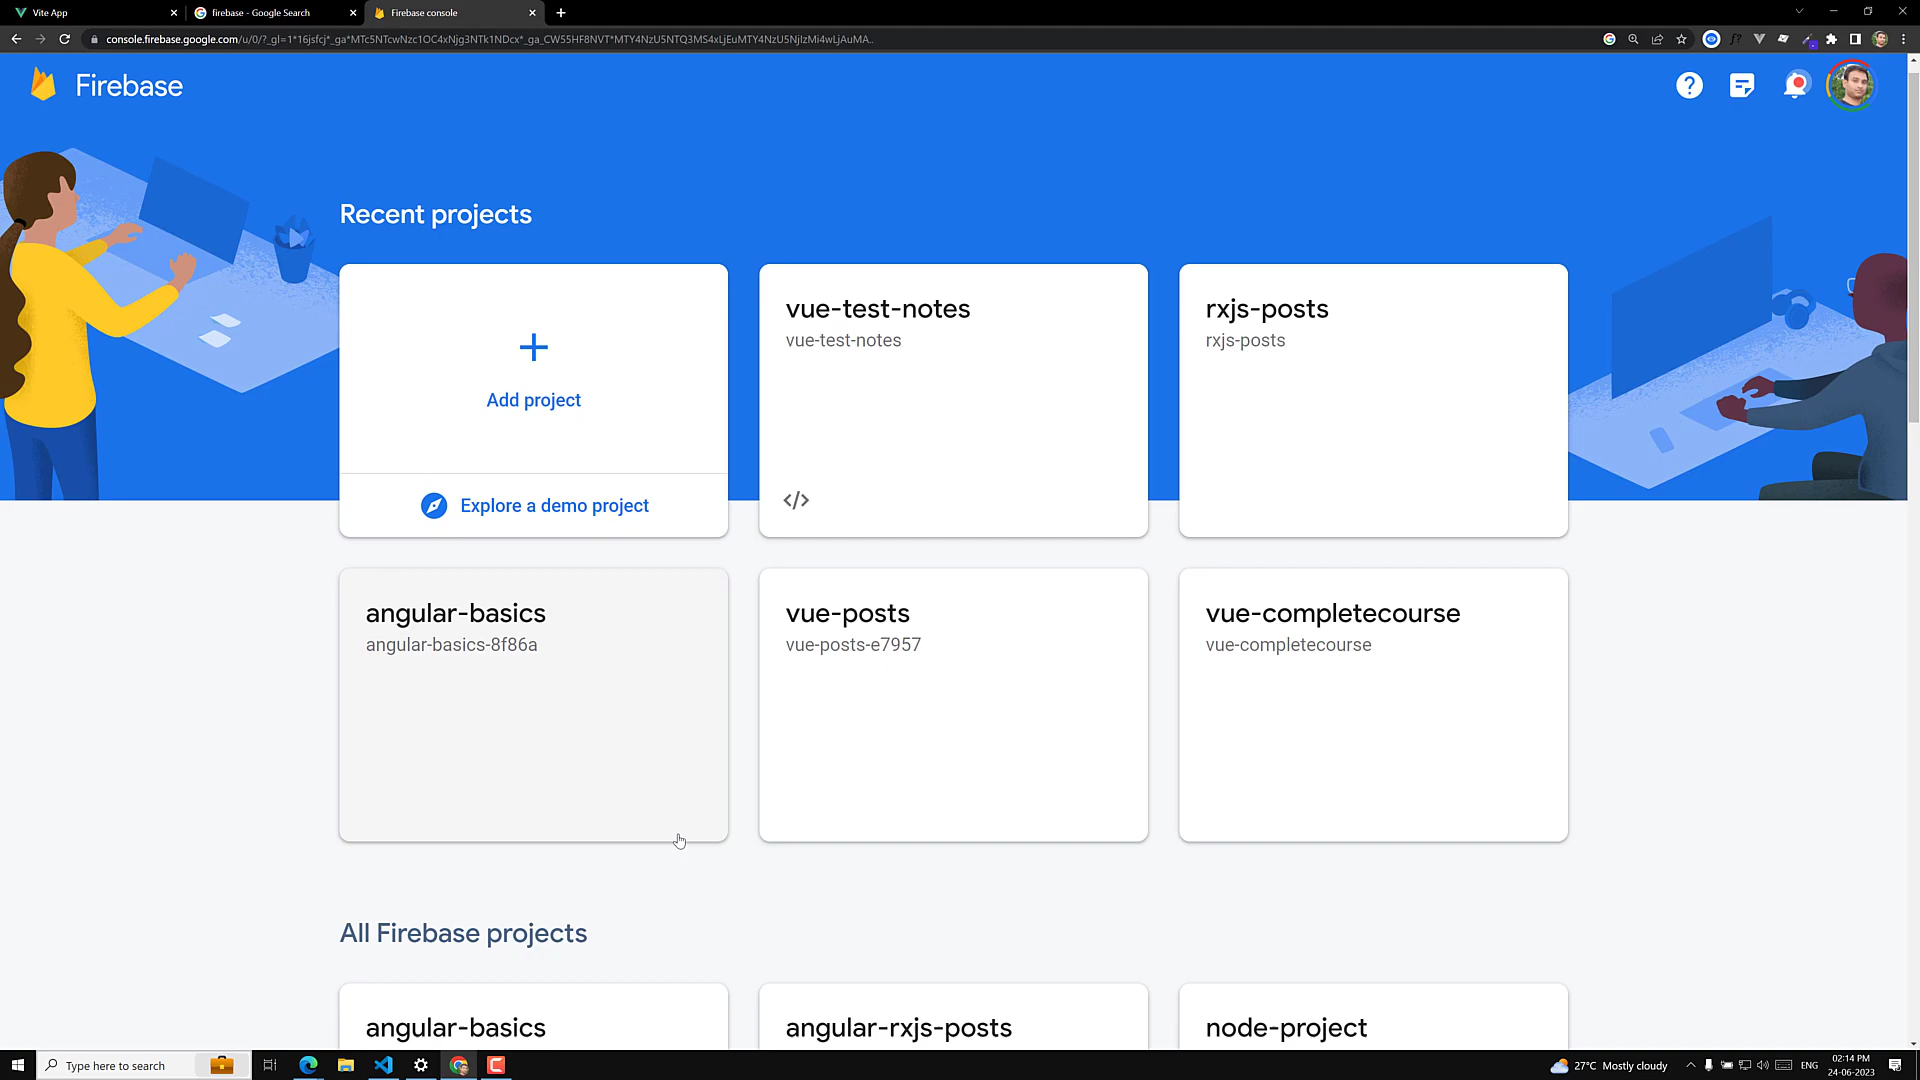 Vite App
firebase - Google Search
Firebase console
console.firebase.google.com/u/0/?_gl=1*16jsfcj*_ga*MTc5NTcwNzc1OC4xNjg3NTk1NDcx*_ga_CW55HF8NVT*MTY4NzU5NTQ3MS4xLjEuMTY4NzU5NjIzMi4wLjAuMA..
Firebase
Recent projects
Add project
Explore a demo project
vue-test-notes
vue-test-notes
rxjs-posts
rxjs-posts
angular-basics
angular-basics-8f86a
vue-posts
vue-posts-e7957
vue-completecourse
vue-completecourse
All Firebase projects
angular-basics
angular-rxjs-posts
node-project
Type here to search
27°C Mostly cloudy
ENG
02:14 PM
24-06-2023